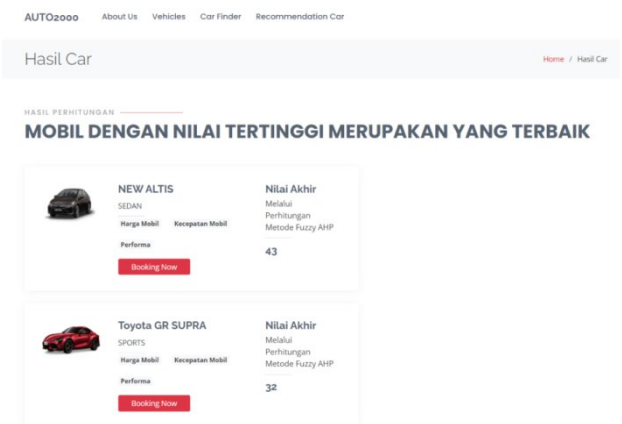 AUTO2000 About Us Vehicles Car Finder Recommendation Car
Hasil Car
Home / Hasil Car
HASIL PERHITUNGAN
MOBIL DENGAN NILAI TERTINGGI MERUPAKAN YANG TERBAIK
NEW ALTIS
SEDAN
Harga Mobil Kecepatan Mobil
Performa
Booking Now
Nilai Akhir
Melalui
Perhitungan
Metode Fuzzy AHP
43
Toyota GR SUPRA
SPORTS
Harga Mobil Kecepatan Mobil
Performa
Booking Now
Nilai Akhir
Melalui
Perhitungan
Metode Fuzzy AHP
32